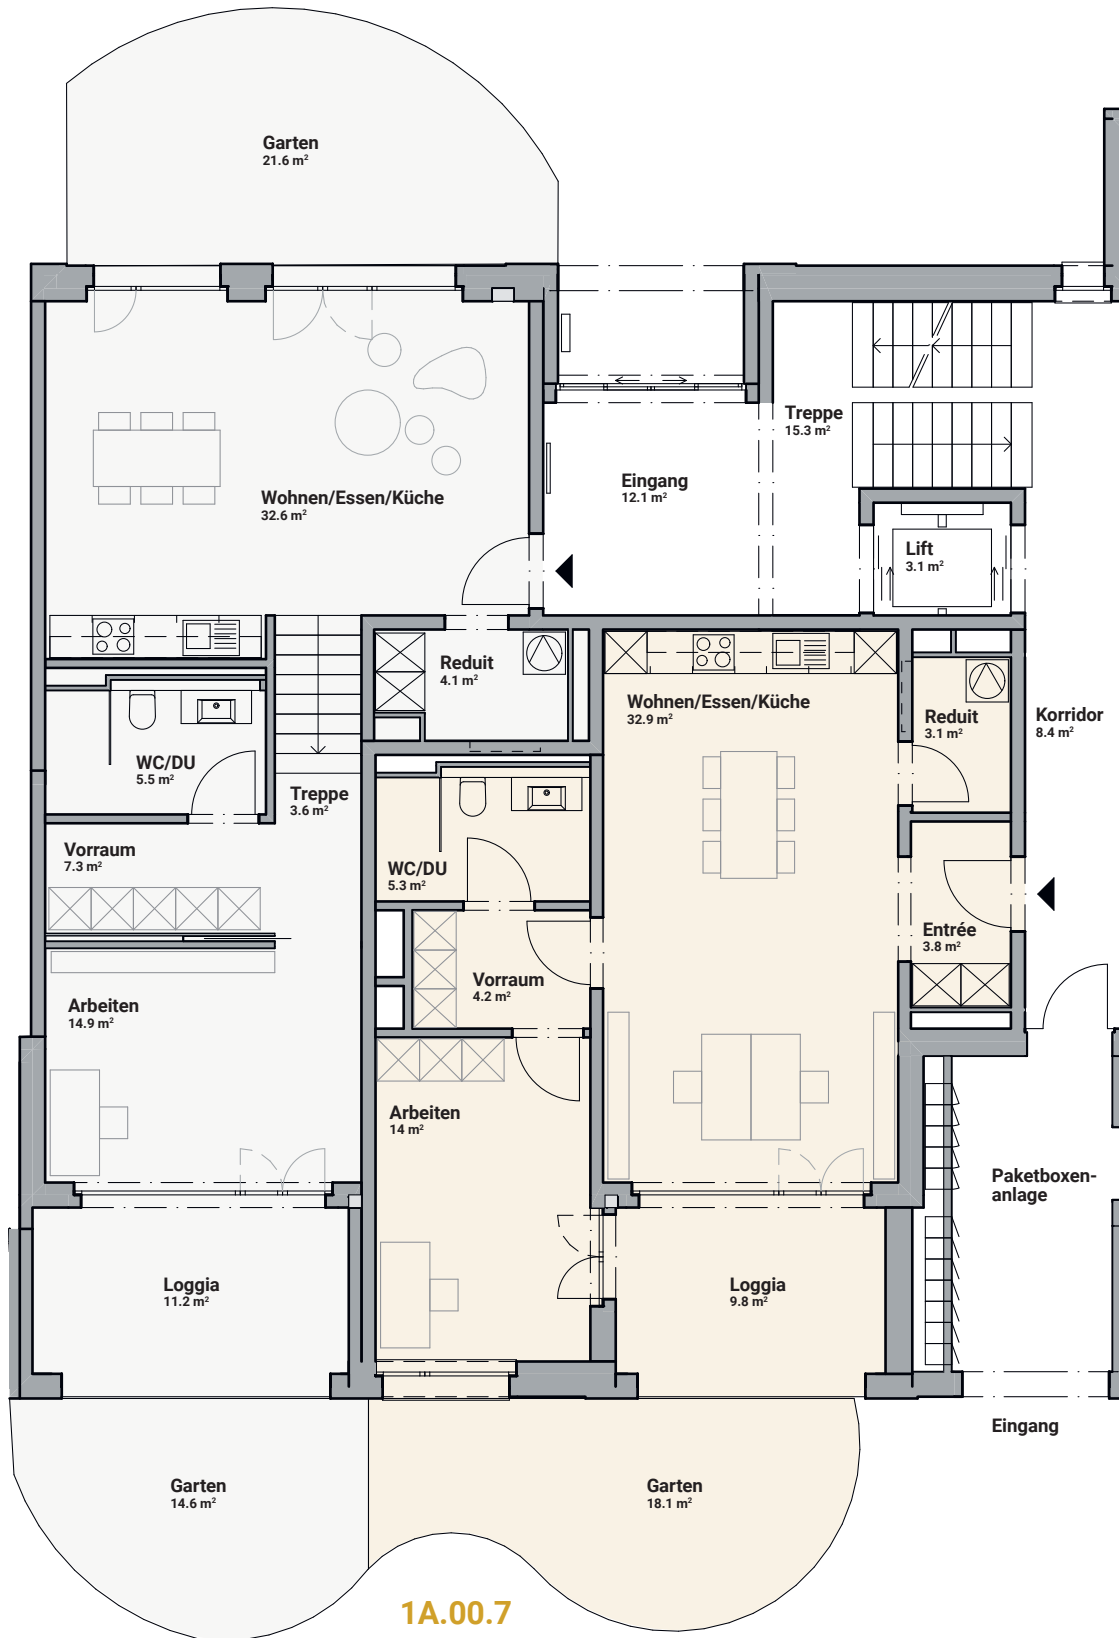 Garten
21.6 m²
Treppe
15.3 m²
Eingang
12.1 m²
Wohnen/Essen/Küche
32.6 m²
Lift
3.1 m²
Reduit
4.1 m²
Wohnen/Essen/Küche
32.9 m²
Reduit
3.1 m²
Korridor
8.4 m²
WC/DU
5.5 m²
Treppe
3.6 m²
Vorraum
7.3 m²
WC/DU
5.3 m²
Entrée
3.8 m²
Vorraum
4.2 m²
Arbeiten
14.9 m²
Arbeiten
14 m²
Paketboxen-
anlage
Loggia
11.2 m²
Loggia
9.8 m²
Eingang
Garten
14.6 m²
Garten
18.1 m²
1A.00.7